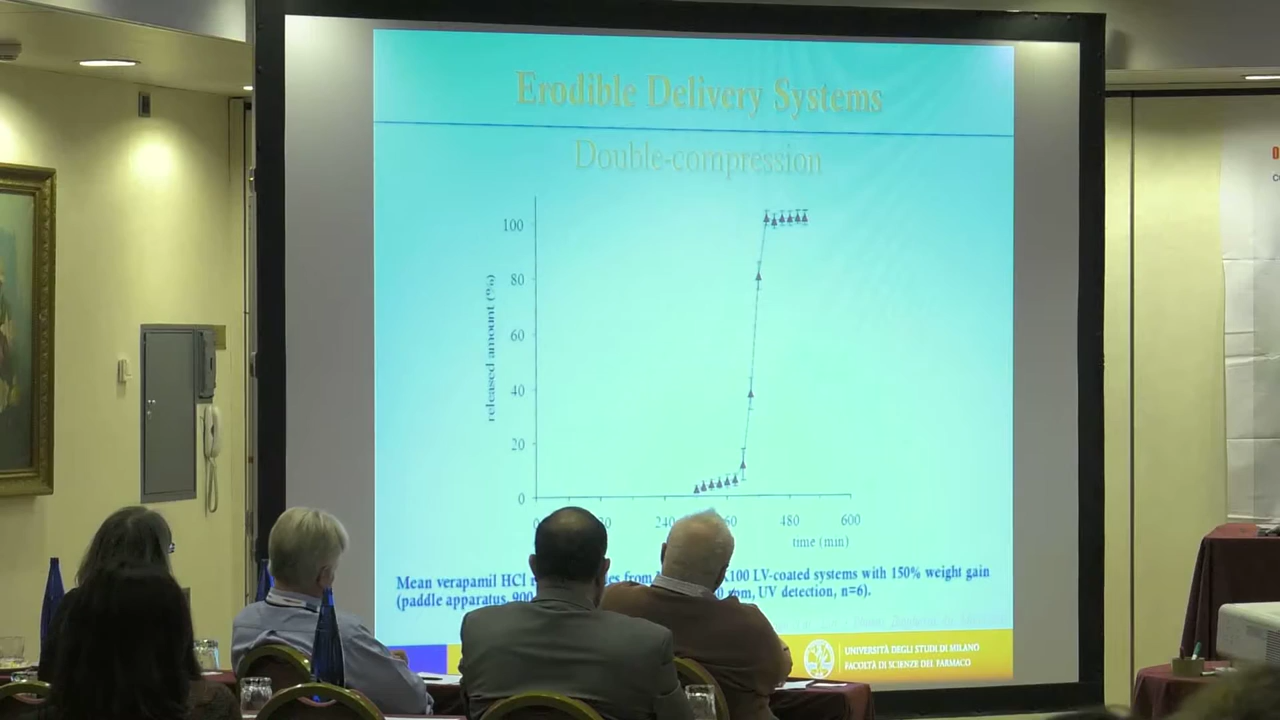 Erodible Delivery Systems
Double-compression
100
80
60
40
20
0
released amount (%)
240
480
600
time (min)
Mean verapamil HCl from K100 LV-coated systems with 150% weight gain
(paddle apparatus, 900 rpm, UV detection, n=6).
UNIVERSITÀ DEGLI STUDI DI MILANO
FACOLTÀ DI SCIENZE DEL FARMACO